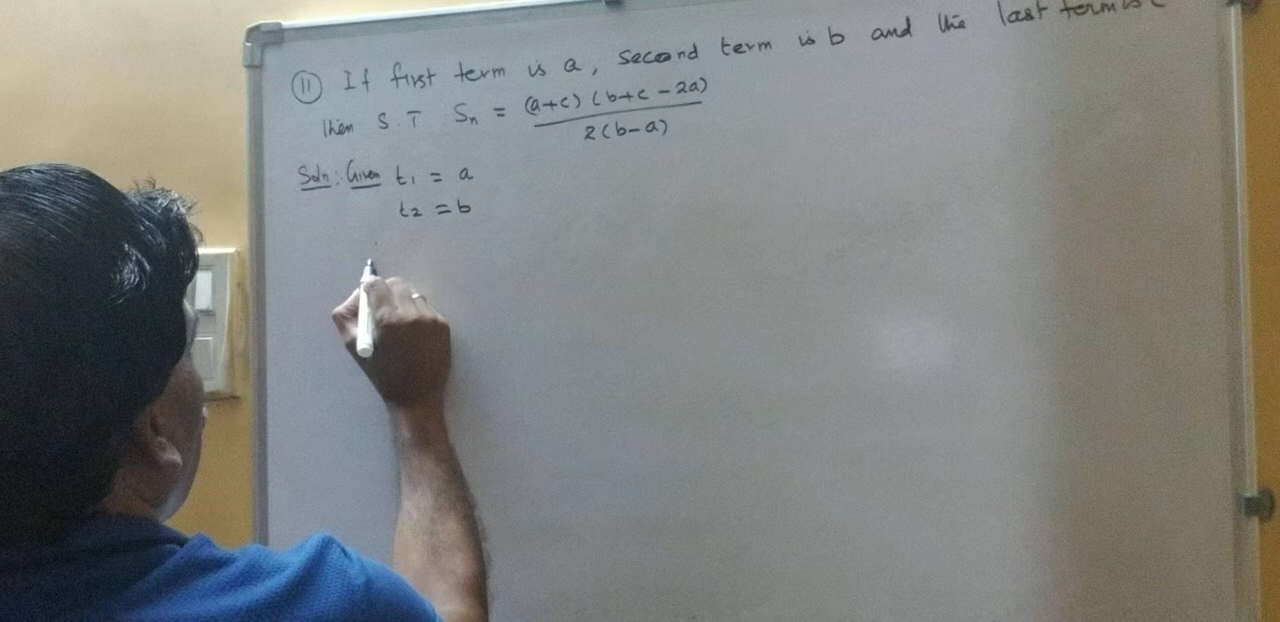 11 If first term is a, second term is b and the last term is c
then S.T Sn = (a+c) (b+c-2a) / 2(b-a)
Soln: Given t1 = a
t2 = b